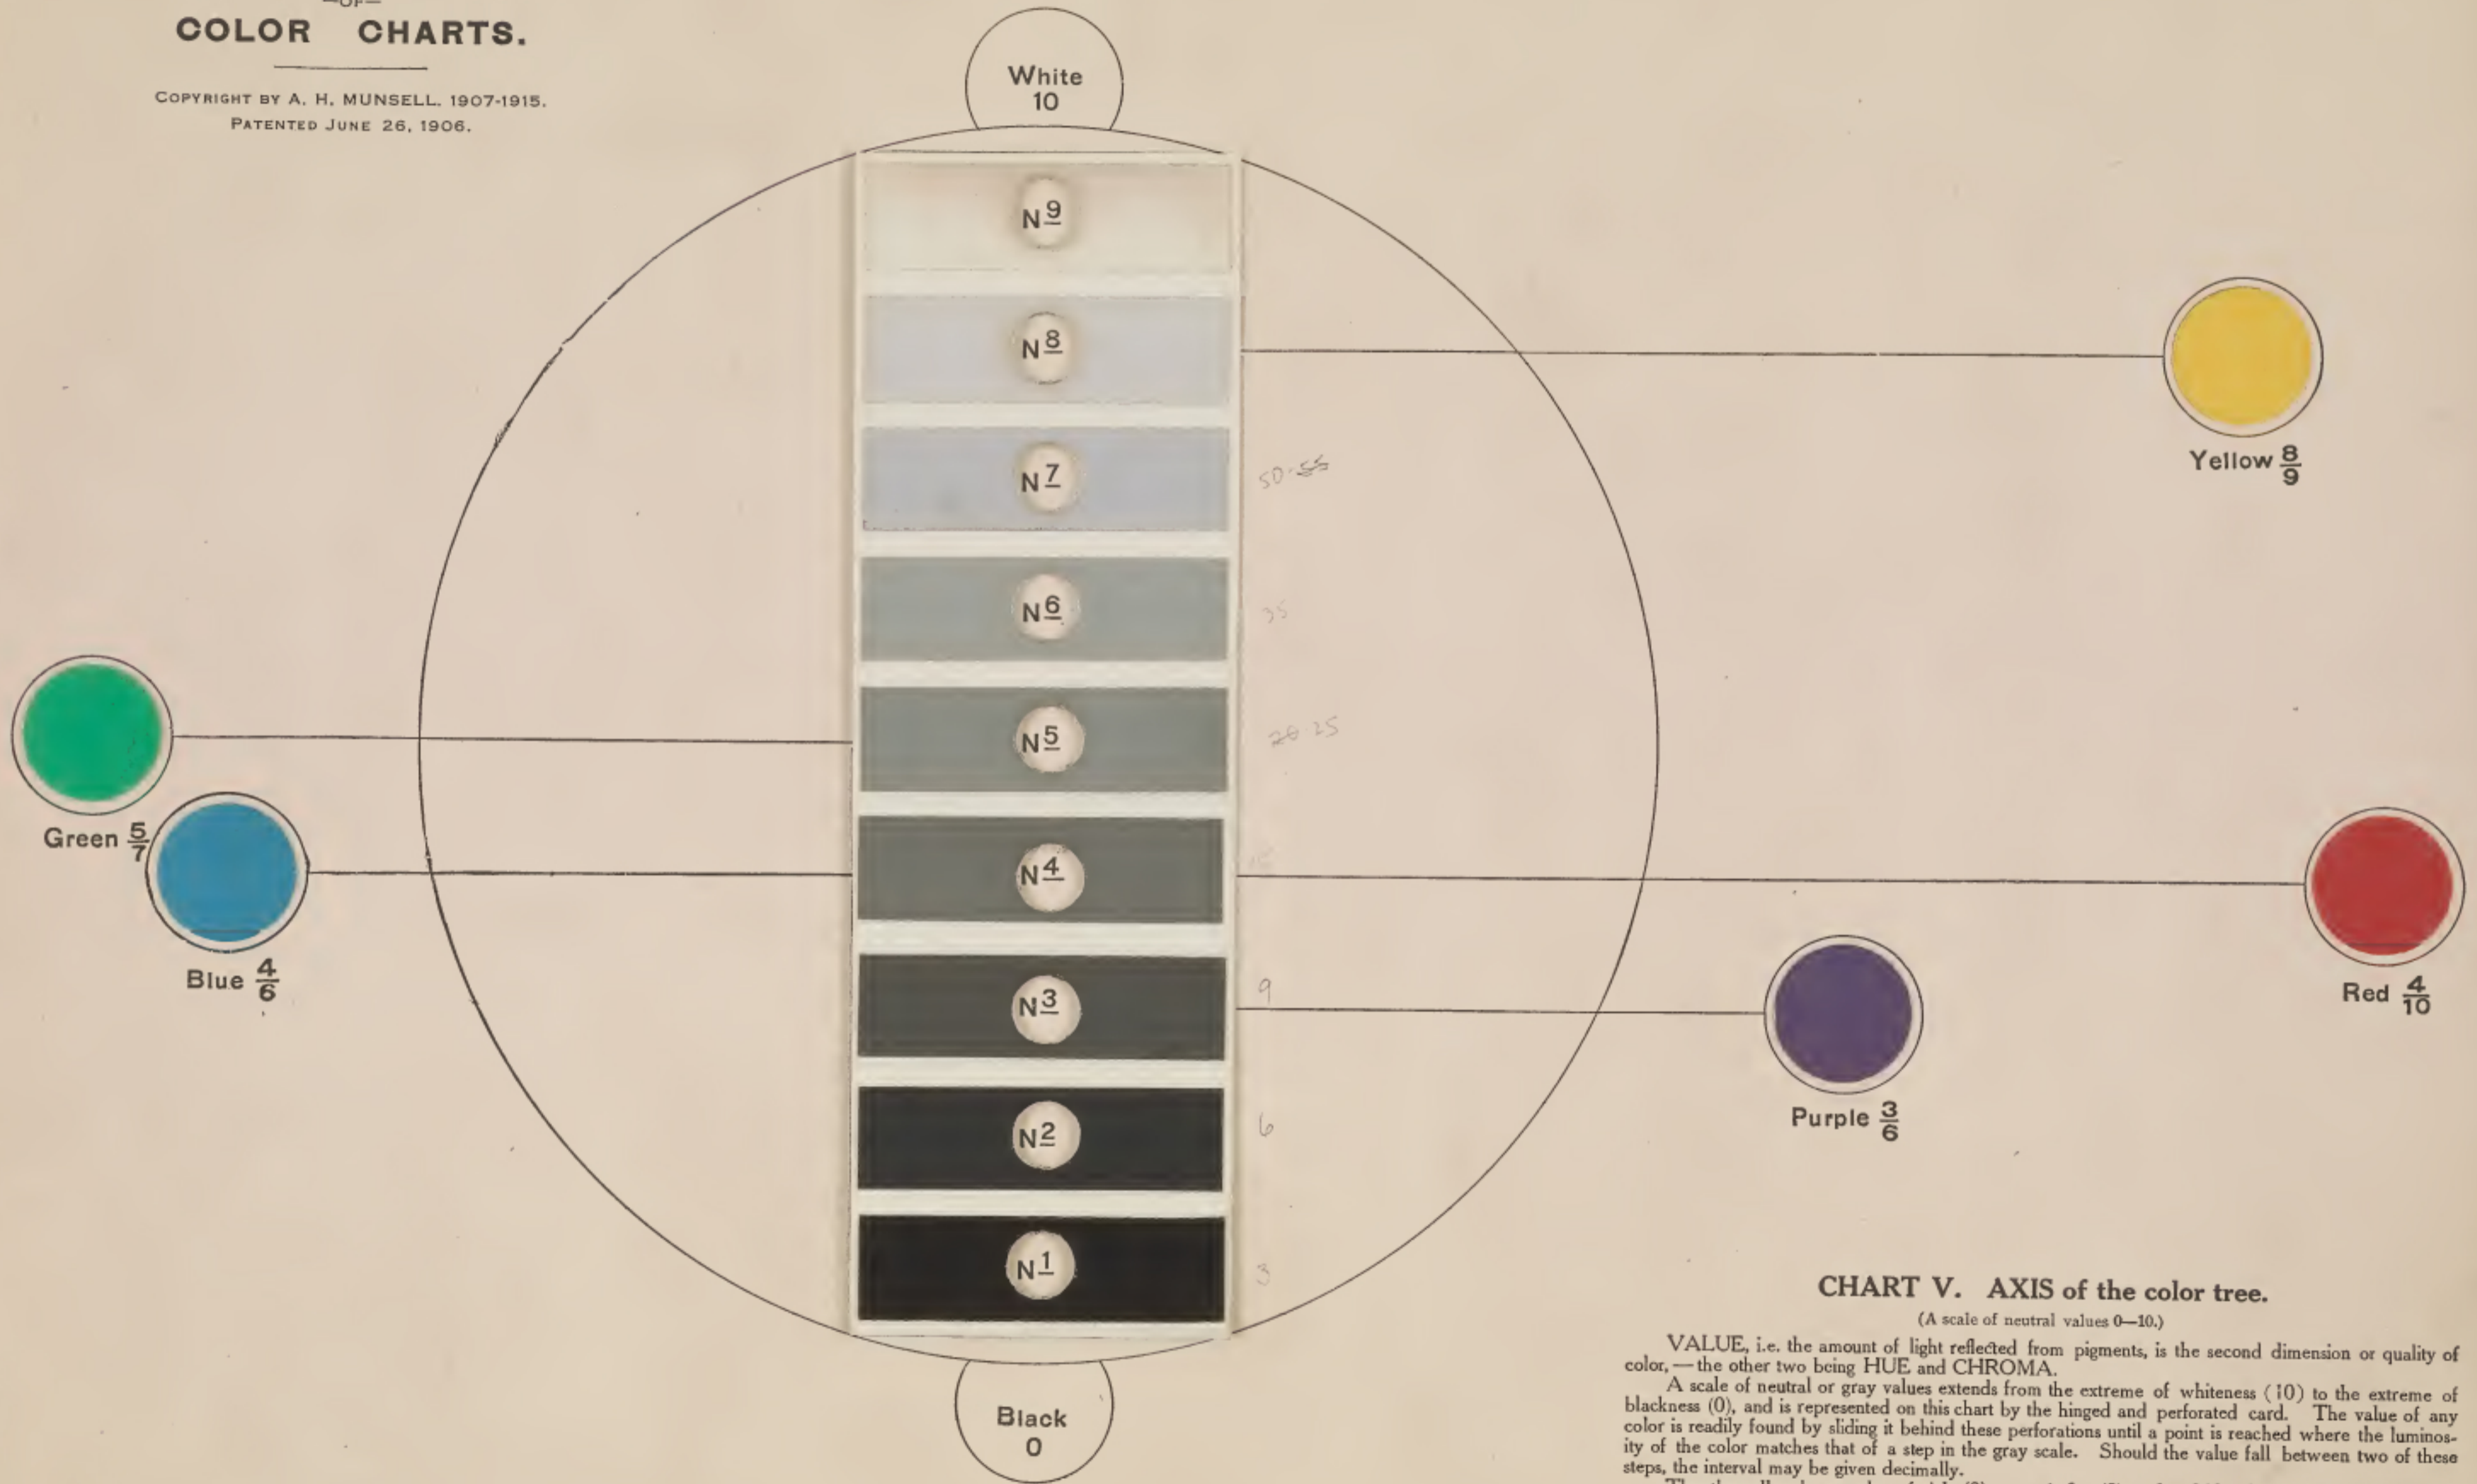 —OF—
COLOR CHARTS.
COPYRIGHT BY A. H. MUNSELL. 1907-1915.
PATENTED JUNE 26, 1906.
White
10
N 9
N 8
N 7
50-55
N 6
35
N 5
20 25
N 4
N 3
9
N 2
6
N 1
3
Black
0
Yellow 8/9
Green 5/7
Blue 4/6
Red 4/10
Purple 3/6
CHART V. AXIS of the color tree.
(A scale of neutral values 0—10.)
VALUE, i.e. the amount of light reflected from pigments, is the second dimension or quality of
color,—the other two being HUE and CHROMA.
A scale of neutral or gray values extends from the extreme of whiteness (10) to the extreme of
blackness (0), and is represented on this chart by the hinged and perforated card. The value of any
color is readily found by sliding it behind these perforations until a point is reached where the luminos-
ity of the color matches that of a step in the gray scale. Should the value fall between two of these
steps, the interval may be given decimally.